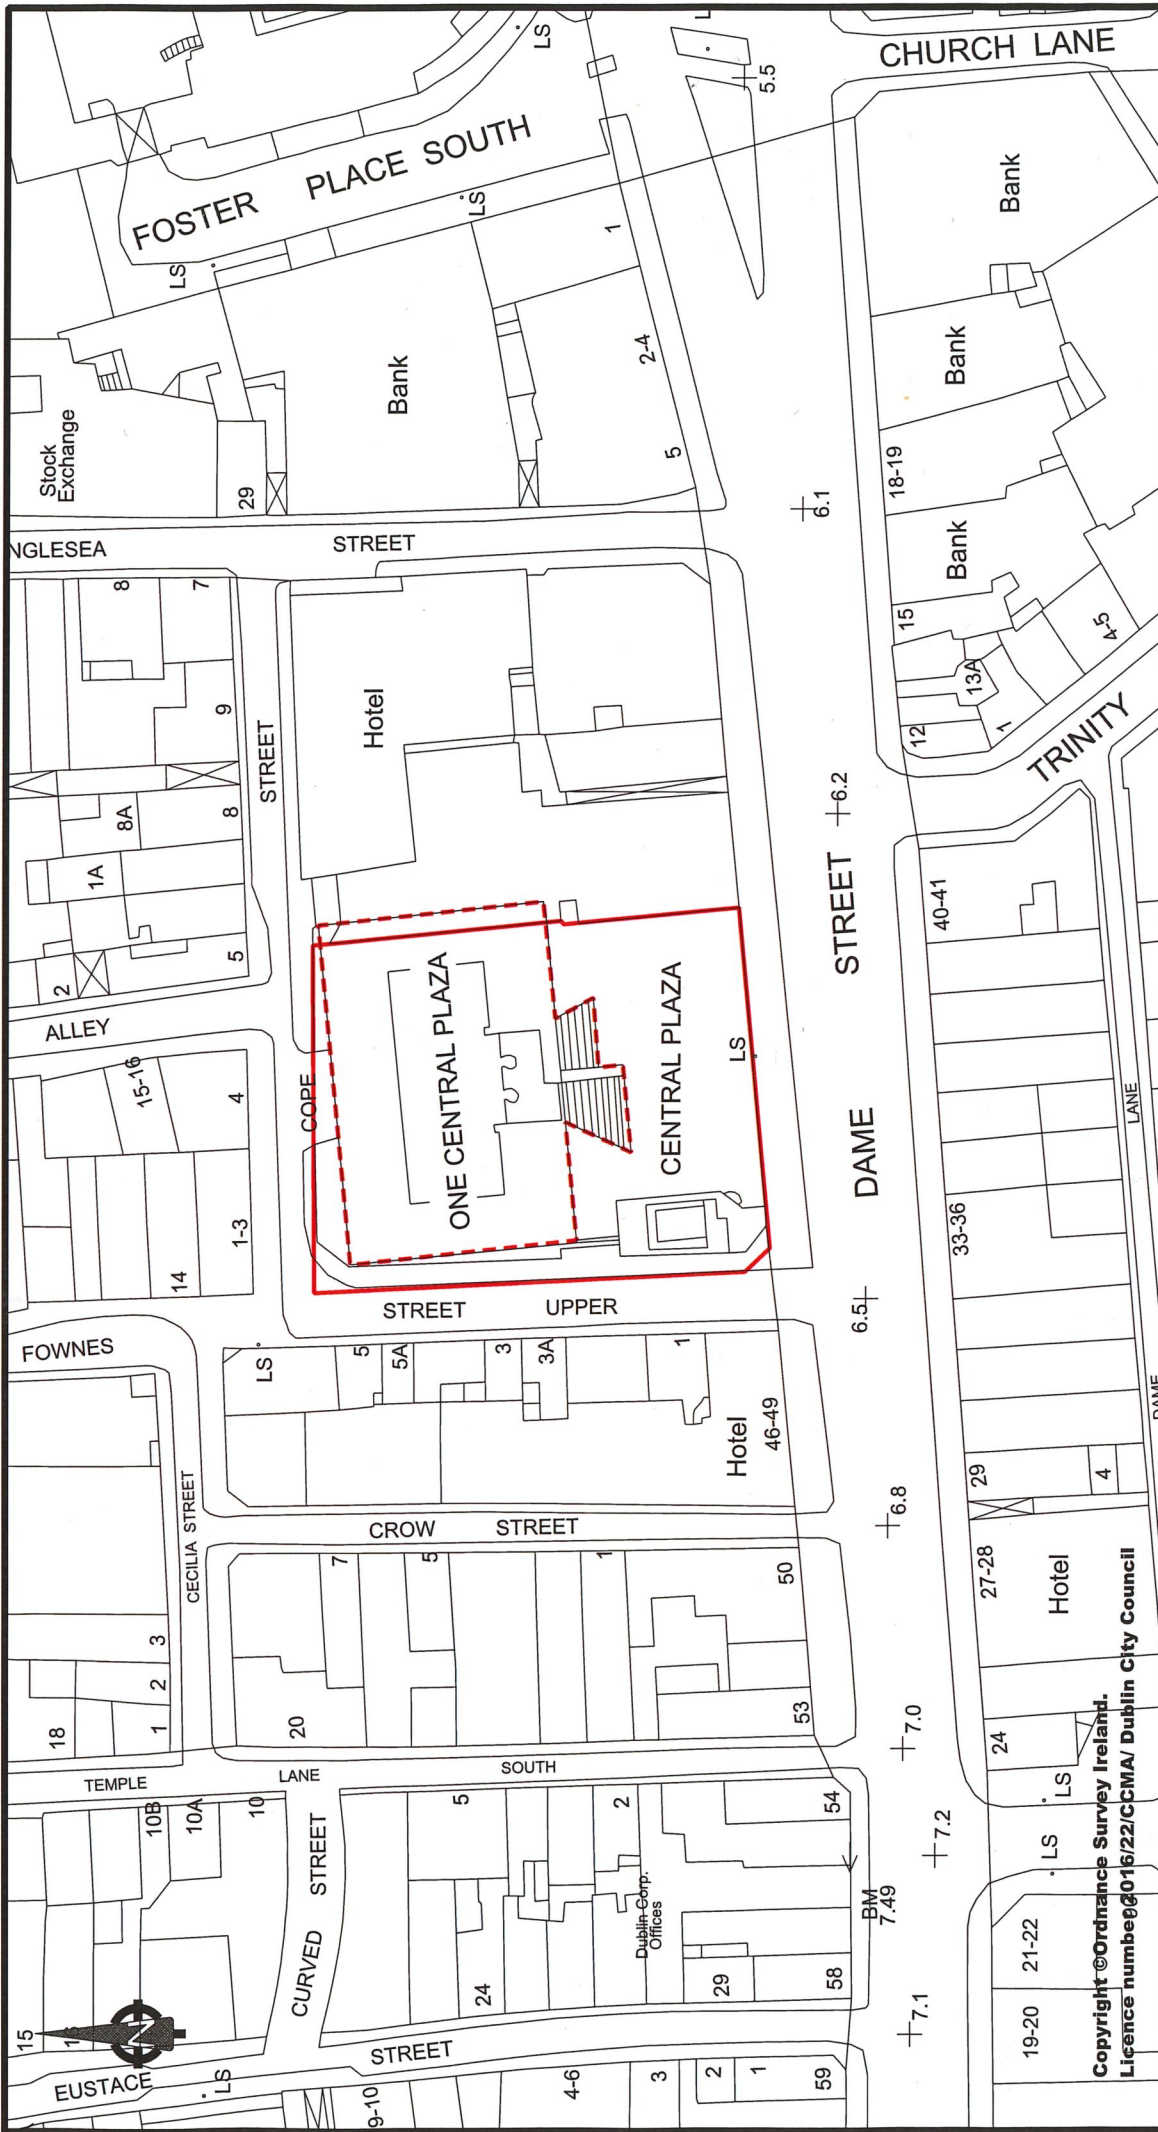 CHURCH LANE
FOSTER PLACE SOUTH
LS
LS
LS
5.5
Bank
1
Bank
2-4
Bank
Stock
Exchange
29
5
18-19
6.1
Bank
NGLESEA STREET
8
7
15
4-5
9
13A
12
1
Hotel
STREET
TRINITY
8A
8
1A
6.2
2
5
40-41
ALLEY
ONE CENTRAL PLAZA
CENTRAL PLAZA
LS
DAME STREET
COPE
15-16
4
LANE
1-3
14
33-36
STREET UPPER
6.5
FOWNES
LS
5
5A
3
3A
1
Hotel
46-49
DAME
29
4
CECILIA STREET
CROW STREET
6.8
7
5
1
50
27-28
Hotel
3
2
1
18
20
53
7.0
24
TEMPLE LANE SOUTH
10B
10A
10
5
2
54
LS
7.2
LS
CURVED STREET
Dublin Corp.
Offices
BM
7.49
24
29
58
21-22
15
N
7.1
19-20
EUSTACE STREET
LS
9-10
4-6
3
2
1
59
Copyright ©Ordnance Survey Ireland.
Licence number 2016/22/CCMA/ Dublin City Council